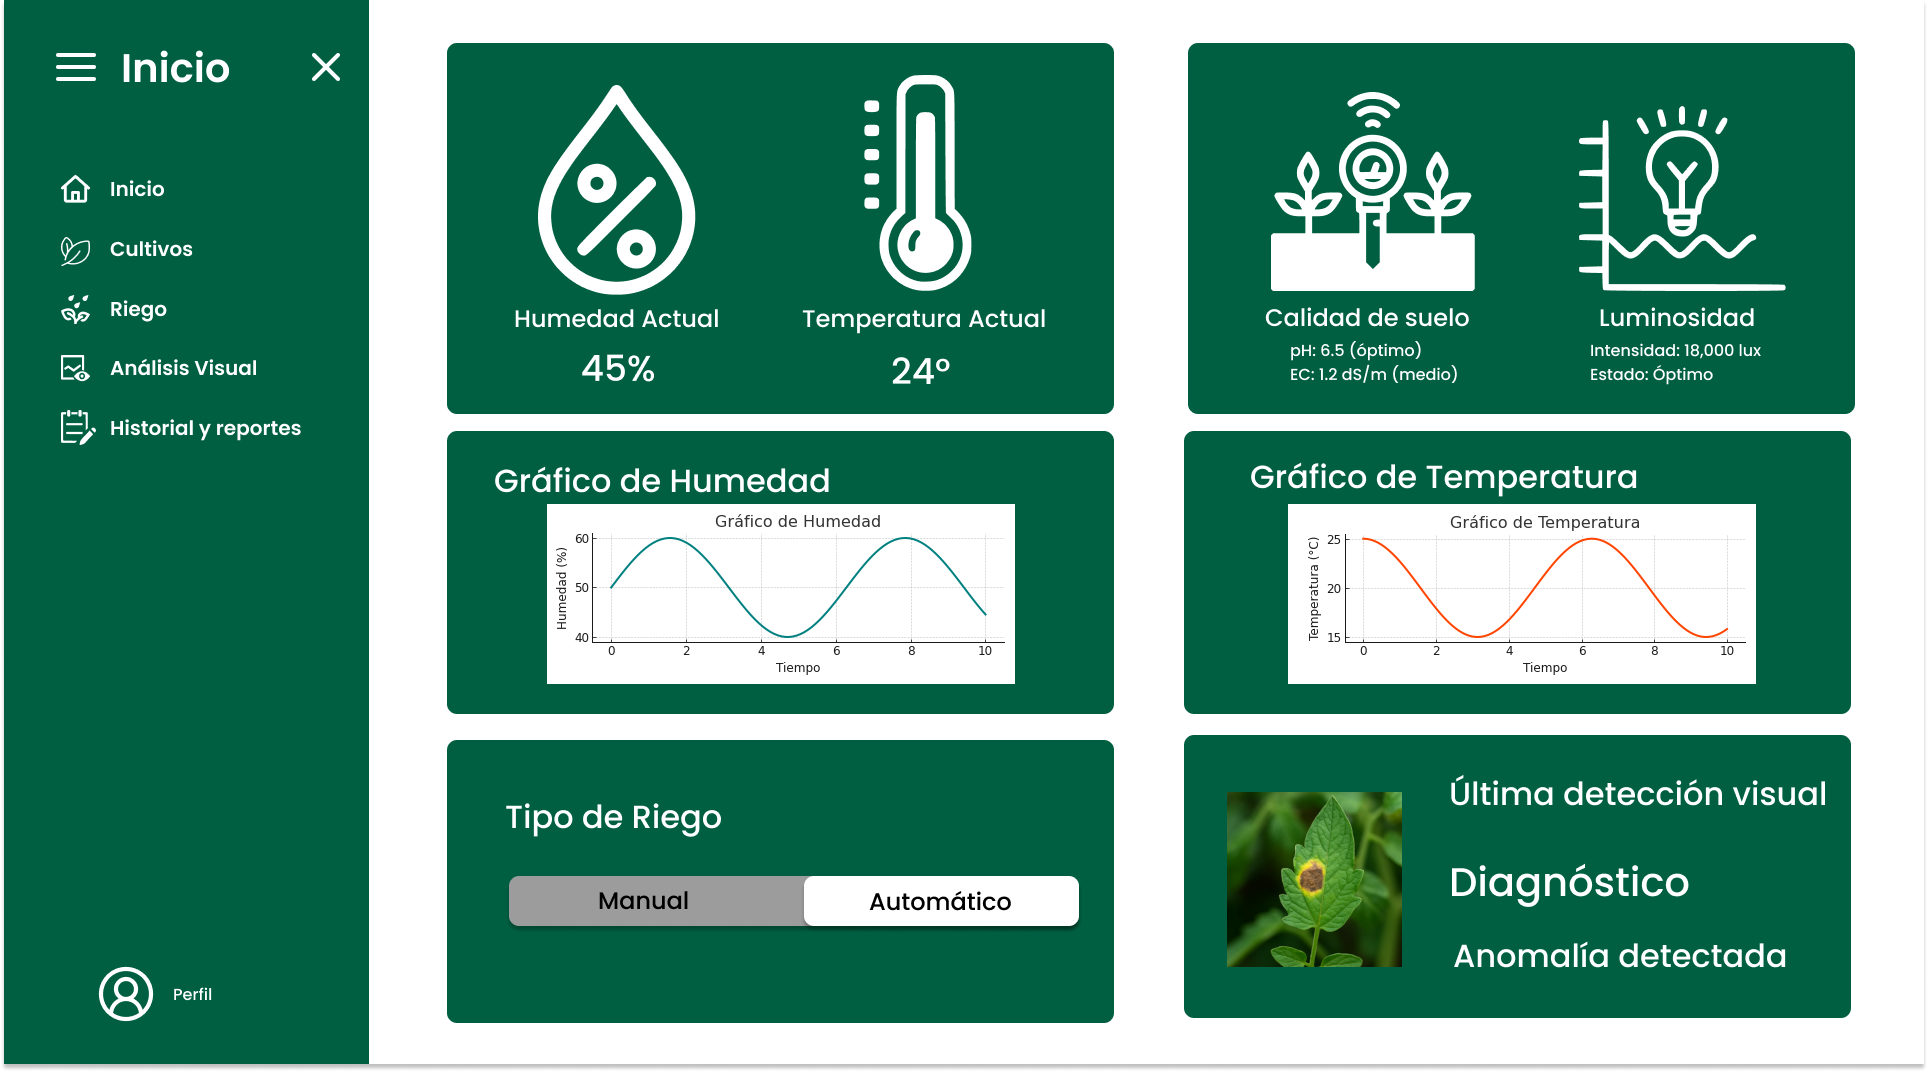 Inicio
Inicio
Cultivos
Riego
Análisis Visual
Historial y reportes
Perfil
Humedad Actual
45%
Temperatura Actual
24°
Calidad de suelo
pH: 6.5 (óptimo)
EC: 1.2 dS/m (medio)
Luminosidad
Intensidad: 18,000 lux
Estado: Óptimo
Gráfico de Humedad
Gráfico de Humedad
Humedad (%)
60
50
40
0 2 4 6 8 10
Tiempo
Gráfico de Temperatura
Gráfico de Temperatura
Temperatura (°C)
25
20
15
0 2 4 6 8 10
Tiempo
Tipo de Riego
Manual
Automático
Última detección visual
Diagnóstico
Anomalía detectada